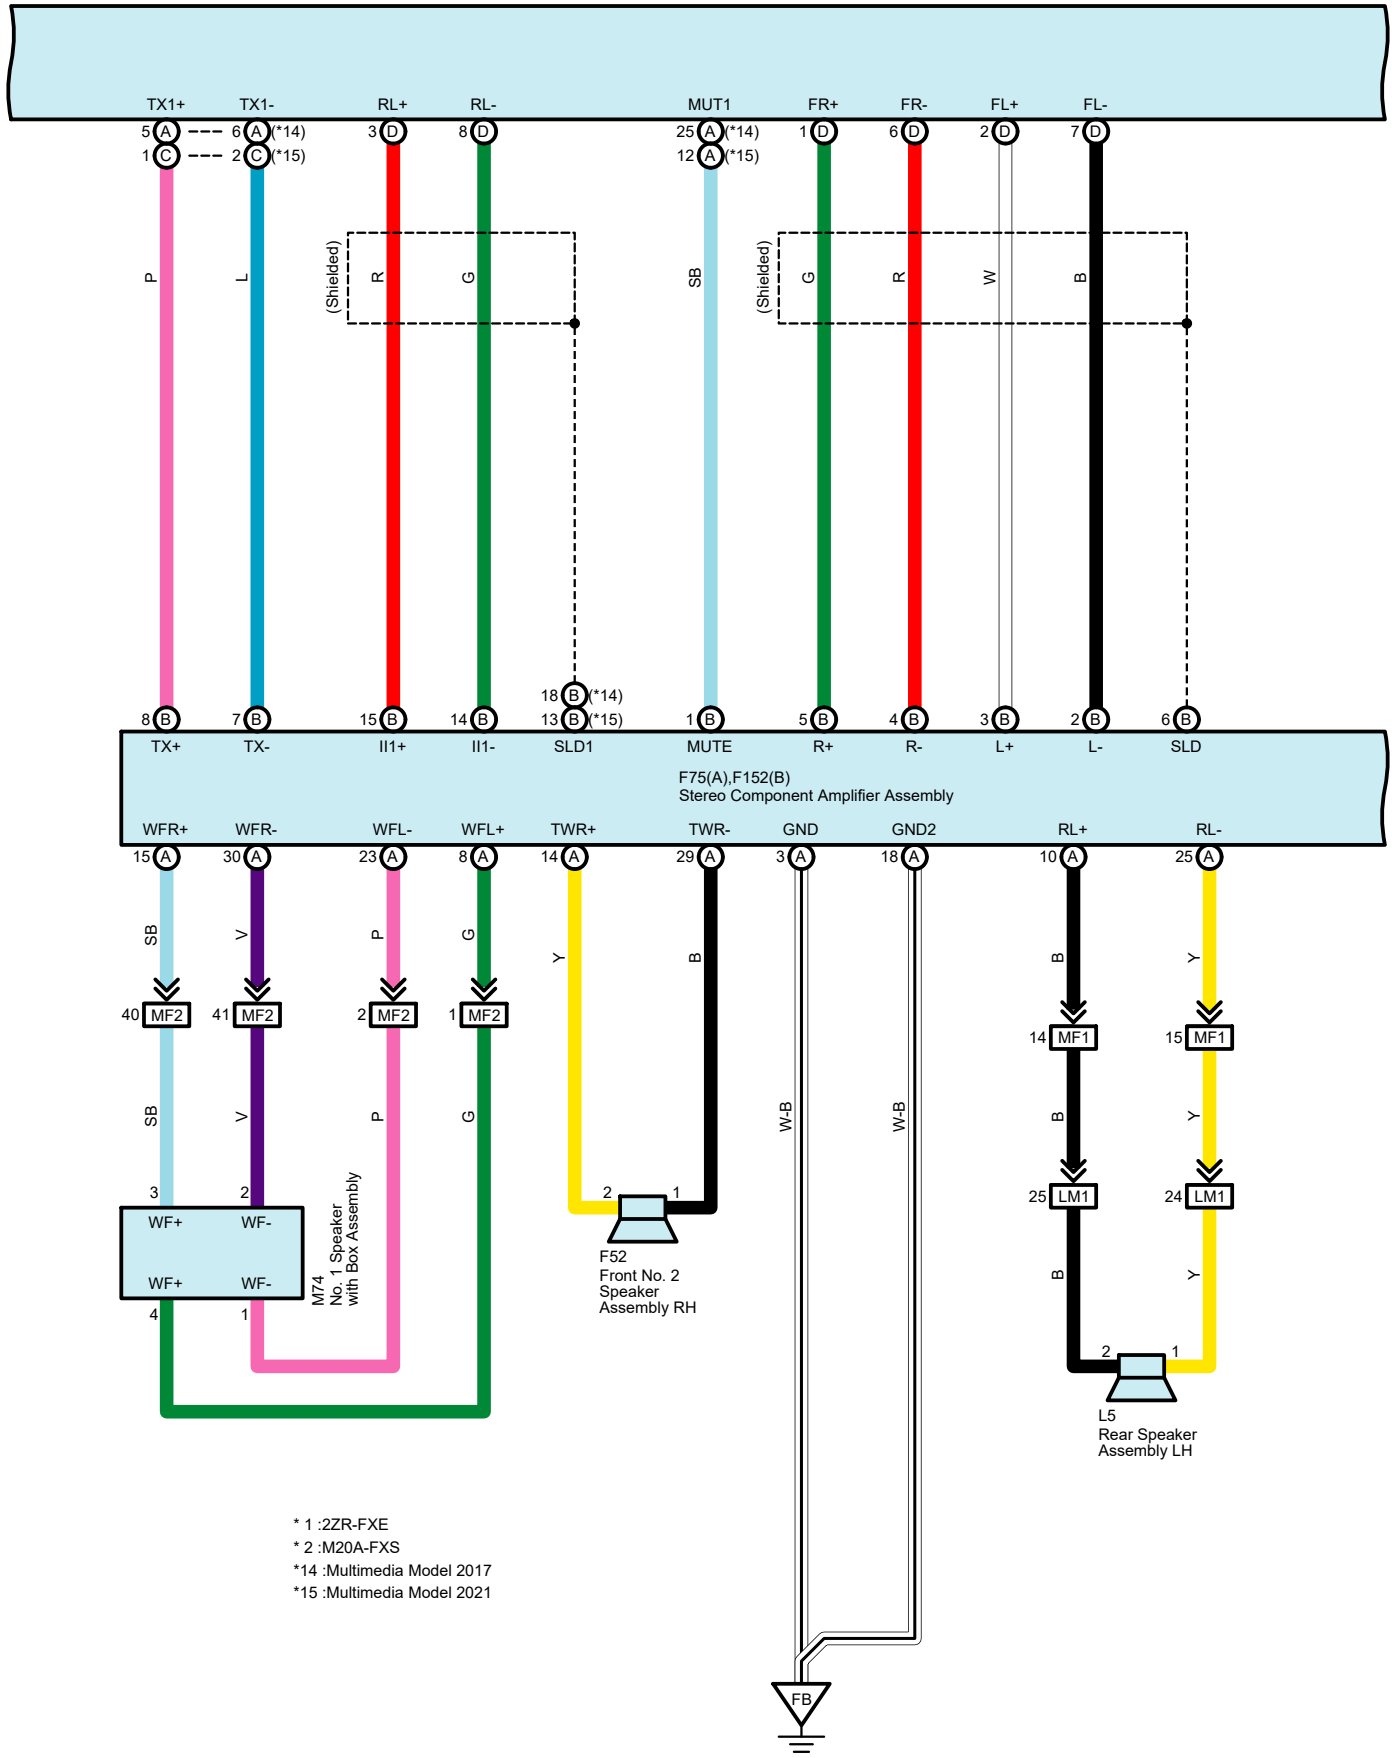 TX1+ TX1- RL+ RL- MUT1 FR+ FR- FL+ FL-
5 A 6 A (*14) 3 D 8 D 25 A (*14) 1 D 6 D 2 D 7 D
1 C 2 C (*15) 12 A (*15)
P L (Shielded) R G SB (Shielded) G R W B
18 B (*14)
8 B 7 B 15 B 14 B 13 B (*15) 1 B 5 B 4 B 3 B 2 B 6 B
TX+ TX- II1+ II1- SLD1 MUTE R+ R- L+ L- SLD
F75(A),F152(B)
Stereo Component Amplifier Assembly
WFR+ WFR- WFL- WFL+ TWR+ TWR- GND GND2 RL+ RL-
15 A 30 A 23 A 8 A 14 A 29 A 3 A 18 A 10 A 25 A
SB V P G Y B B Y
40 MF2 41 MF2 2 MF2 1 MF2
14 MF1 15 MF1
SB V P G W-B W-B B Y
3 2 2 1 25 LM1 24 LM1
WF+ WF-
WF+ WF-
4 1
M74
No. 1 Speaker
with Box Assembly
F52
Front No. 2
Speaker
Assembly RH
B Y
2 1
L5
Rear Speaker
Assembly LH
* 1 :2ZR-FXE
* 2 :M20A-FXS
*14 :Multimedia Model 2017
*15 :Multimedia Model 2021
FB